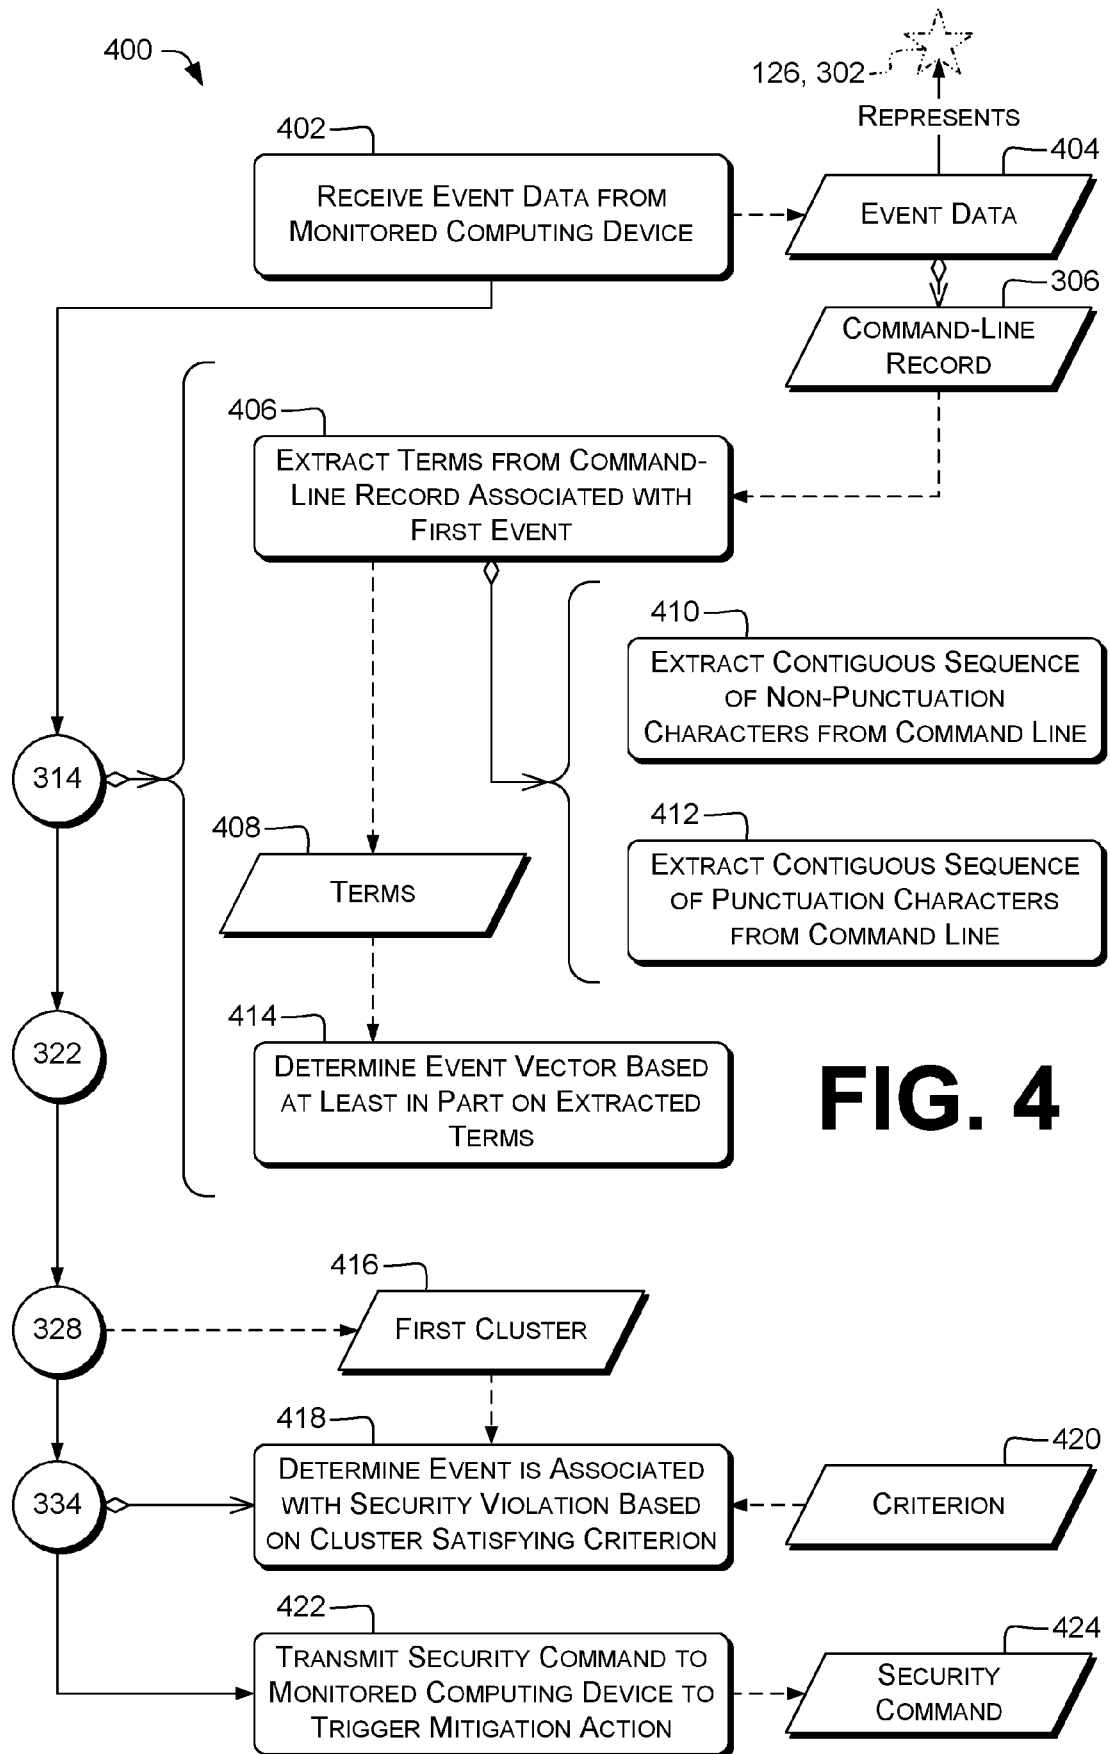 400
126, 302
REPRESENTS
402
404
RECEIVE EVENT DATA FROM
MONITORED COMPUTING DEVICE
EVENT DATA
306
COMMAND-LINE
RECORD
406
EXTRACT TERMS FROM COMMAND-
LINE RECORD ASSOCIATED WITH
FIRST EVENT
410
EXTRACT CONTIGUOUS SEQUENCE
OF NON-PUNCTUATION
CHARACTERS FROM COMMAND LINE
314
408
TERMS
412
EXTRACT CONTIGUOUS SEQUENCE
OF PUNCTUATION CHARACTERS
FROM COMMAND LINE
322
414
DETERMINE EVENT VECTOR BASED
AT LEAST IN PART ON EXTRACTED
TERMS
FIG. 4
416
328
FIRST CLUSTER
418
420
334
DETERMINE EVENT IS ASSOCIATED
WITH SECURITY VIOLATION BASED
ON CLUSTER SATISFYING CRITERION
CRITERION
422
424
TRANSMIT SECURITY COMMAND TO
MONITORED COMPUTING DEVICE TO
TRIGGER MITIGATION ACTION
SECURITY
COMMAND